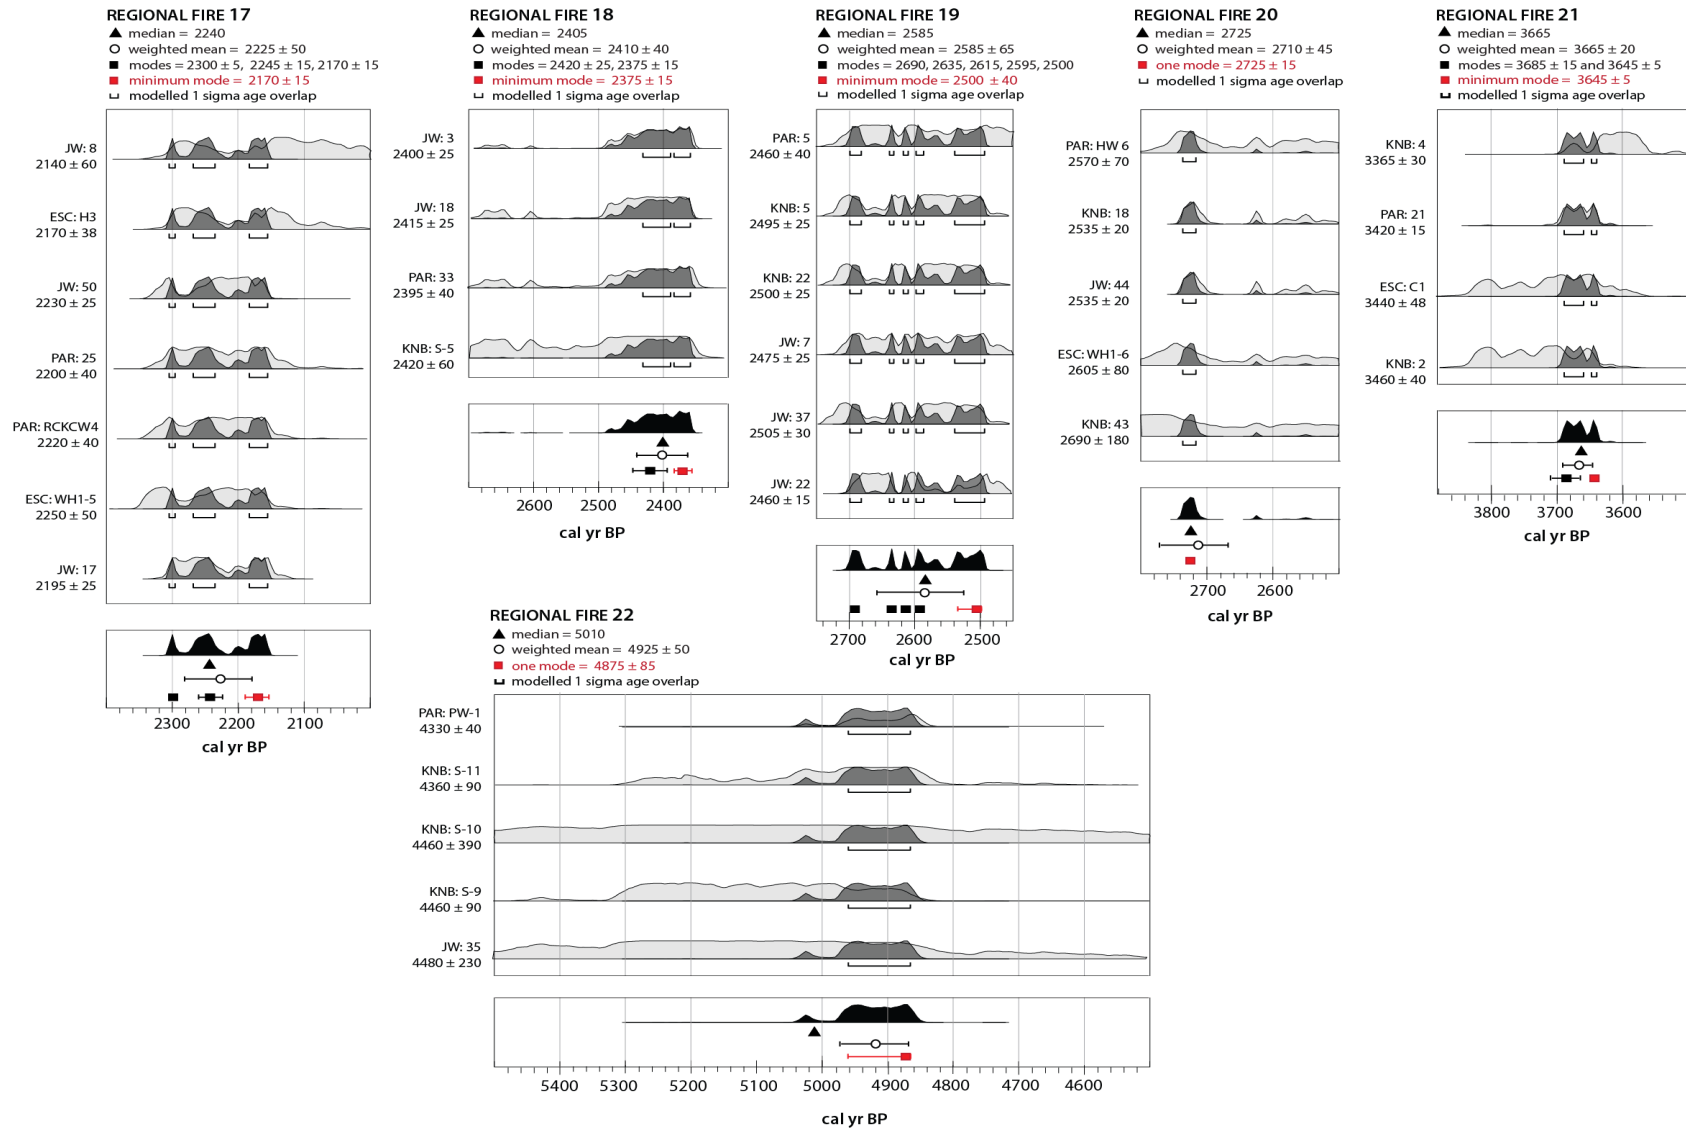 REGIONAL FIRE 17
median = 2240
weighted mean = 2225 ± 50
modes = 2300 ± 5, 2245 ± 15, 2170 ± 15
minimum mode = 2170 ± 15
modelled 1 sigma age overlap
JW: 8
2140 ± 60
ESC: H3
2170 ± 38
JW: 50
2230 ± 25
PAR: 25
2200 ± 40
PAR: RCKCW4
2220 ± 40
ESC: WH1-5
2250 ± 50
JW: 17
2195 ± 25
2300 2200 2100
cal yr BP
REGIONAL FIRE 18
median = 2405
weighted mean = 2410 ± 40
modes = 2420 ± 25, 2375 ± 15
minimum mode = 2375 ± 15
modelled 1 sigma age overlap
JW: 3
2400 ± 25
JW: 18
2415 ± 25
PAR: 33
2395 ± 40
KNB: S-5
2420 ± 60
2600 2500 2400
cal yr BP
REGIONAL FIRE 19
median = 2585
weighted mean = 2585 ± 65
modes = 2690, 2635, 2615, 2595, 2500
minimum mode = 2500 ± 40
modelled 1 sigma age overlap
PAR: 5
2460 ± 40
KNB: 5
2495 ± 25
KNB: 22
2500 ± 25
JW: 7
2475 ± 25
JW: 37
2505 ± 30
JW: 22
2460 ± 15
2700 2600 2500
cal yr BP
REGIONAL FIRE 20
median = 2725
weighted mean = 2710 ± 45
one mode = 2725 ± 15
modelled 1 sigma age overlap
PAR: HW 6
2570 ± 70
KNB: 18
2535 ± 20
JW: 44
2535 ± 20
ESC: WH1-6
2605 ± 80
KNB: 43
2690 ± 180
2700 2600
cal yr BP
REGIONAL FIRE 21
median = 3665
weighted mean = 3665 ± 20
modes = 3685 ± 15 and 3645 ± 5
minimum mode = 3645 ± 5
modelled 1 sigma age overlap
KNB: 4
3365 ± 30
PAR: 21
3420 ± 15
ESC: C1
3440 ± 48
KNB: 2
3460 ± 40
3800 3700 3600
cal yr BP
REGIONAL FIRE 22
median = 5010
weighted mean = 4925 ± 50
one mode = 4875 ± 85
modelled 1 sigma age overlap
PAR: PW-1
4330 ± 40
KNB: S-11
4360 ± 90
KNB: S-10
4460 ± 390
KNB: S-9
4460 ± 90
JW: 35
4480 ± 230
5400 5300 5200 5100 5000 4900 4800 4700 4600
cal yr BP